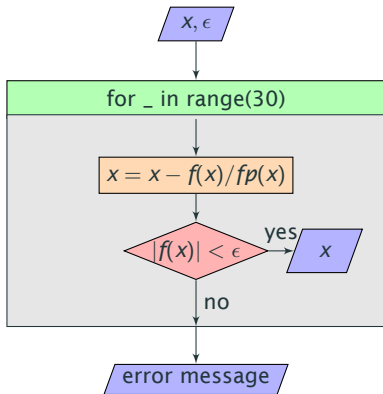 x, ϵ
for _ in range(30)
x = x − f(x)/fp(x)
|f(x)| < ϵ
yes
x
no
error message